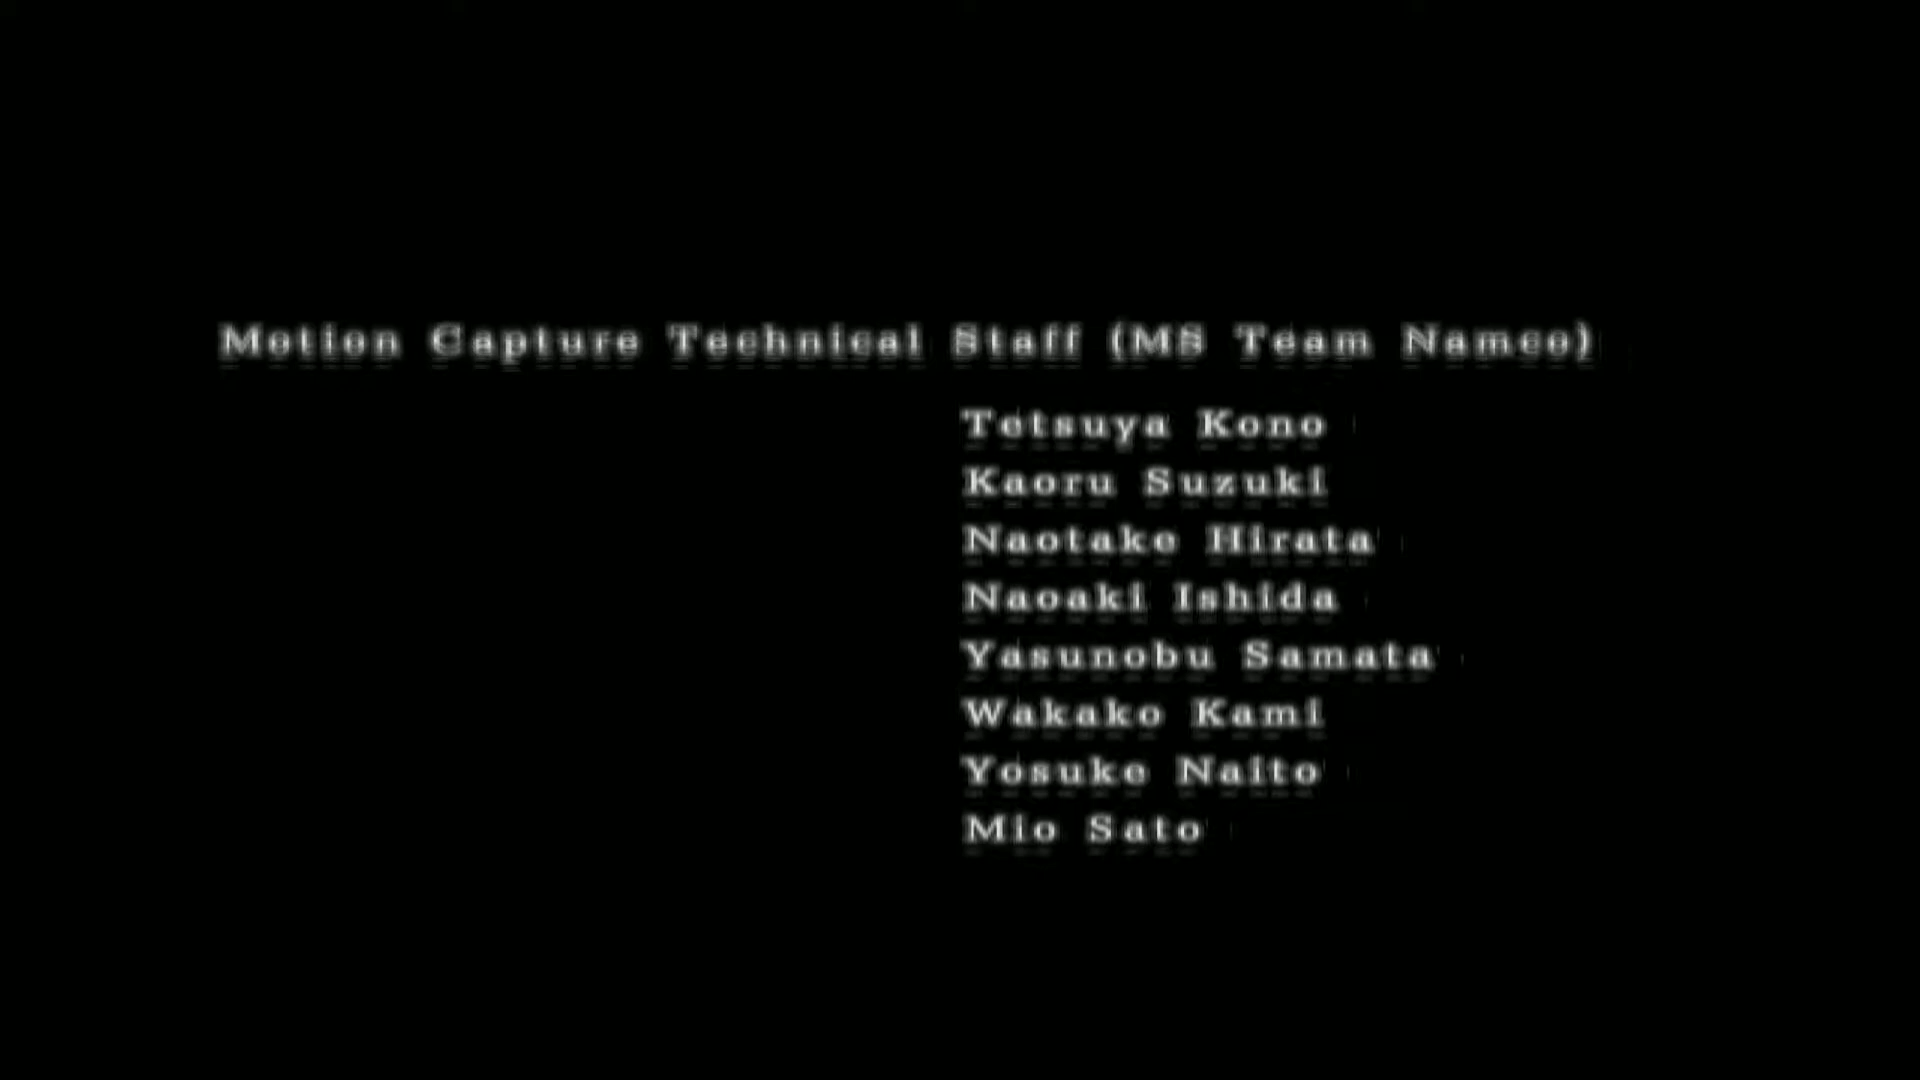 Motion Capture Technical Staff (MS Team Namco)
Tetsuya Kono
Kaoru Suzuki
Naotake Hirata
Naoaki Ishida
Yasunobu Samata
Wakako Kami
Yosuke Naito
Mio Sato